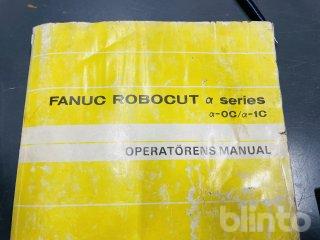 FANUC ROBOCUT α series
α-0C/α-1C
OPERATÖRENS MANUAL
blinto